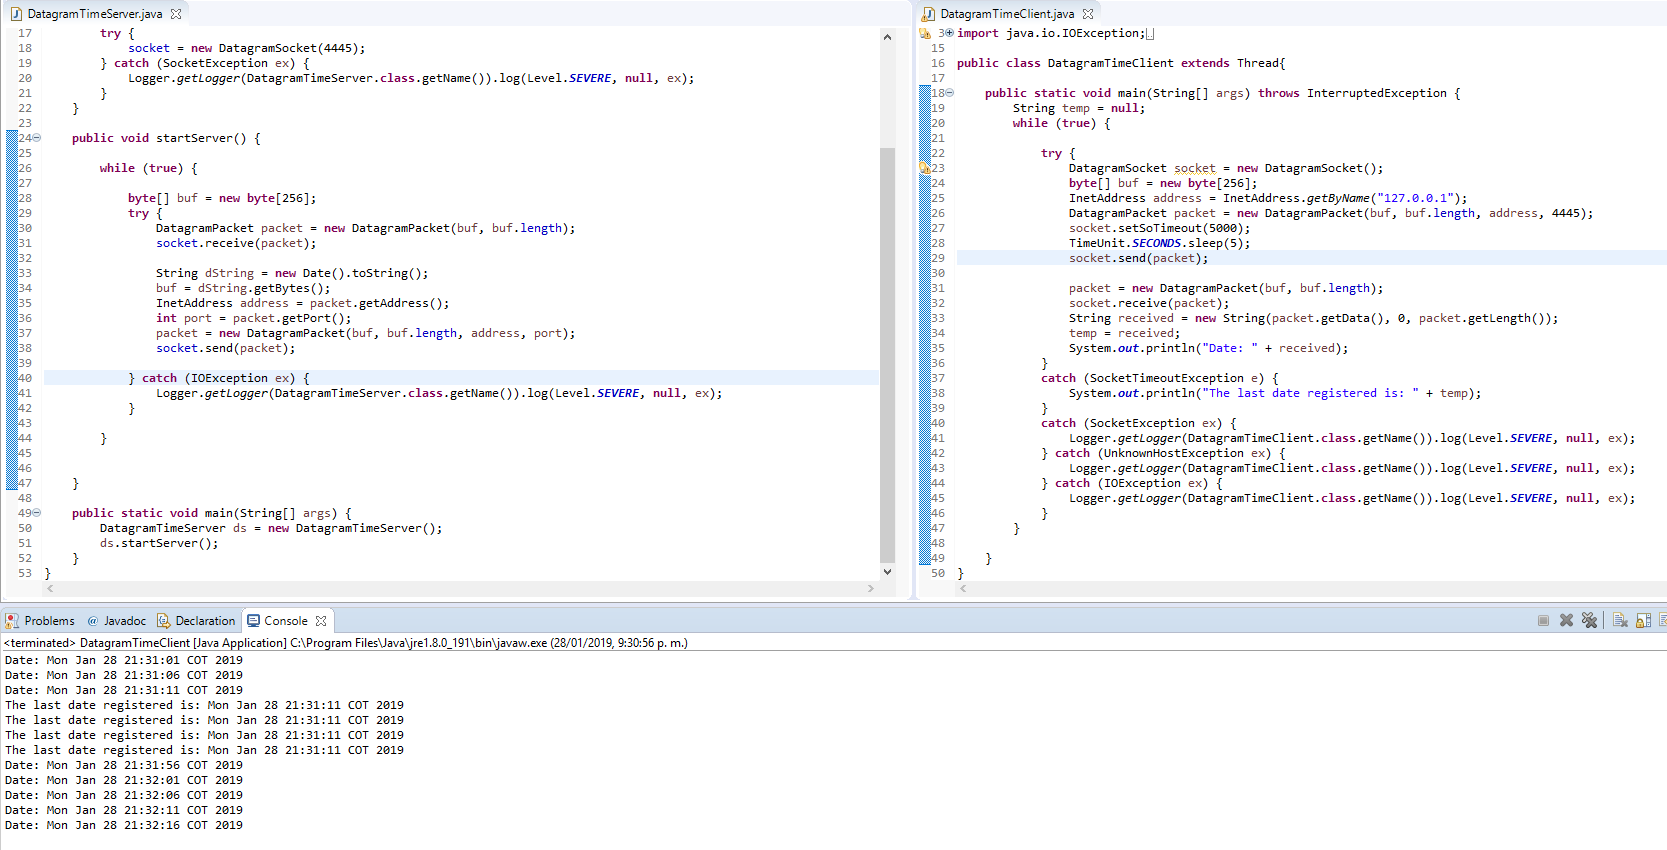 DatagramTimeServer.java
17 try {
18 socket = new DatagramSocket(4445);
19 } catch (SocketException ex) {
20 Logger.getLogger(DatagramTimeServer.class.getName()).log(Level.SEVERE, null, ex);
21 }
22 }
23
24 public void startServer() {
25
26 while (true) {
27
28 byte[] buf = new byte[256];
29 try {
30 DatagramPacket packet = new DatagramPacket(buf, buf.length);
31 socket.receive(packet);
32
33 String dString = new Date().toString();
34 buf = dString.getBytes();
35 InetAddress address = packet.getAddress();
36 int port = packet.getPort();
37 packet = new DatagramPacket(buf, buf.length, address, port);
38 socket.send(packet);
39
40 } catch (IOException ex) {
41 Logger.getLogger(DatagramTimeServer.class.getName()).log(Level.SEVERE, null, ex);
42 }
43
44 }
45
46
47 }
48
49 public static void main(String[] args) {
50 DatagramTimeServer ds = new DatagramTimeServer();
51 ds.startServer();
52 }
53 }
DatagramTimeClient.java
3 import java.io.IOException;
15
16 public class DatagramTimeClient extends Thread{
17
18 public static void main(String[] args) throws InterruptedException {
19 String temp = null;
20 while (true) {
21
22 try {
23 DatagramSocket socket = new DatagramSocket();
24 byte[] buf = new byte[256];
25 InetAddress address = InetAddress.getByName("127.0.0.1");
26 DatagramPacket packet = new DatagramPacket(buf, buf.length, address, 4445);
27 socket.setSoTimeout(5000);
28 TimeUnit.SECONDS.sleep(5);
29 socket.send(packet);
30
31 packet = new DatagramPacket(buf, buf.length);
32 socket.receive(packet);
33 String received = new String(packet.getData(), 0, packet.getLength());
34 temp = received;
35 System.out.println("Date: " + received);
36 }
37 catch (SocketTimeoutException e) {
38 System.out.println("The last date registered is: " + temp);
39 }
40 catch (SocketException ex) {
41 Logger.getLogger(DatagramTimeClient.class.getName()).log(Level.SEVERE, null, ex);
42 } catch (UnknownHostException ex) {
43 Logger.getLogger(DatagramTimeClient.class.getName()).log(Level.SEVERE, null, ex);
44 } catch (IOException ex) {
45 Logger.getLogger(DatagramTimeClient.class.getName()).log(Level.SEVERE, null, ex);
46 }
47 }
48
49 }
50 }
Problems @ Javadoc Declaration Console
<terminated> DatagramTimeClient [Java Application] C:\Program Files\Java\jre1.8.0_191\bin\javaw.exe (28/01/2019, 9:30:56 p. m.)
Date: Mon Jan 28 21:31:01 COT 2019
Date: Mon Jan 28 21:31:06 COT 2019
Date: Mon Jan 28 21:31:11 COT 2019
The last date registered is: Mon Jan 28 21:31:11 COT 2019
The last date registered is: Mon Jan 28 21:31:11 COT 2019
The last date registered is: Mon Jan 28 21:31:11 COT 2019
The last date registered is: Mon Jan 28 21:31:11 COT 2019
Date: Mon Jan 28 21:31:56 COT 2019
Date: Mon Jan 28 21:32:01 COT 2019
Date: Mon Jan 28 21:32:06 COT 2019
Date: Mon Jan 28 21:32:11 COT 2019
Date: Mon Jan 28 21:32:16 COT 2019